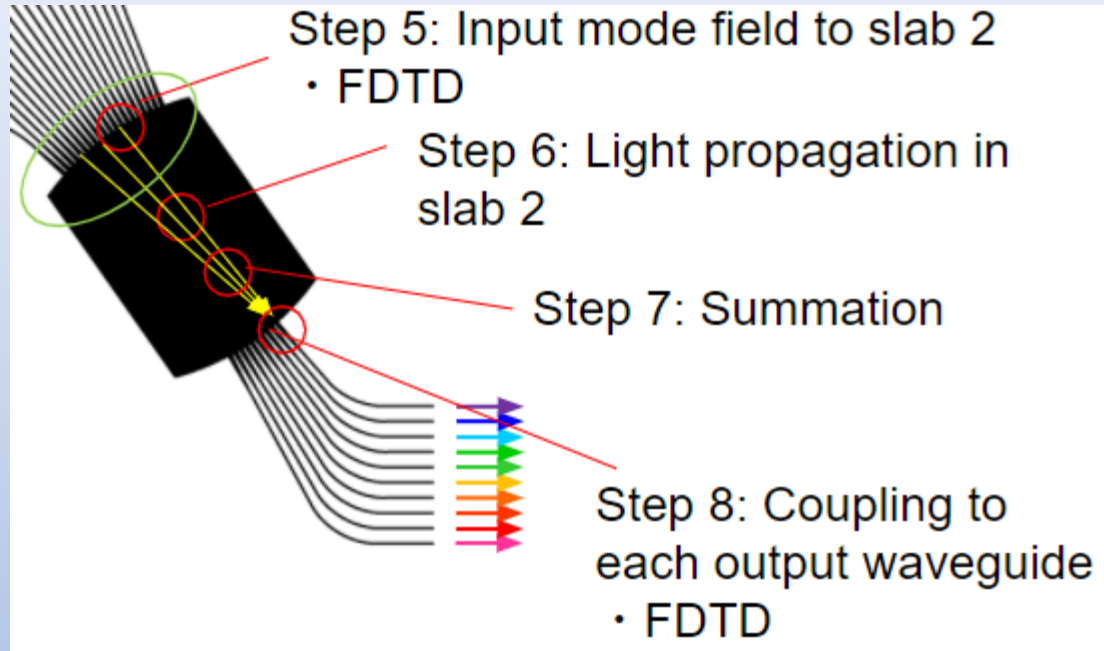 Step 5: Input mode field to slab 2
・FDTD
Step 6: Light propagation in
slab 2
Step 7: Summation
Step 8: Coupling to
each output waveguide
・FDTD